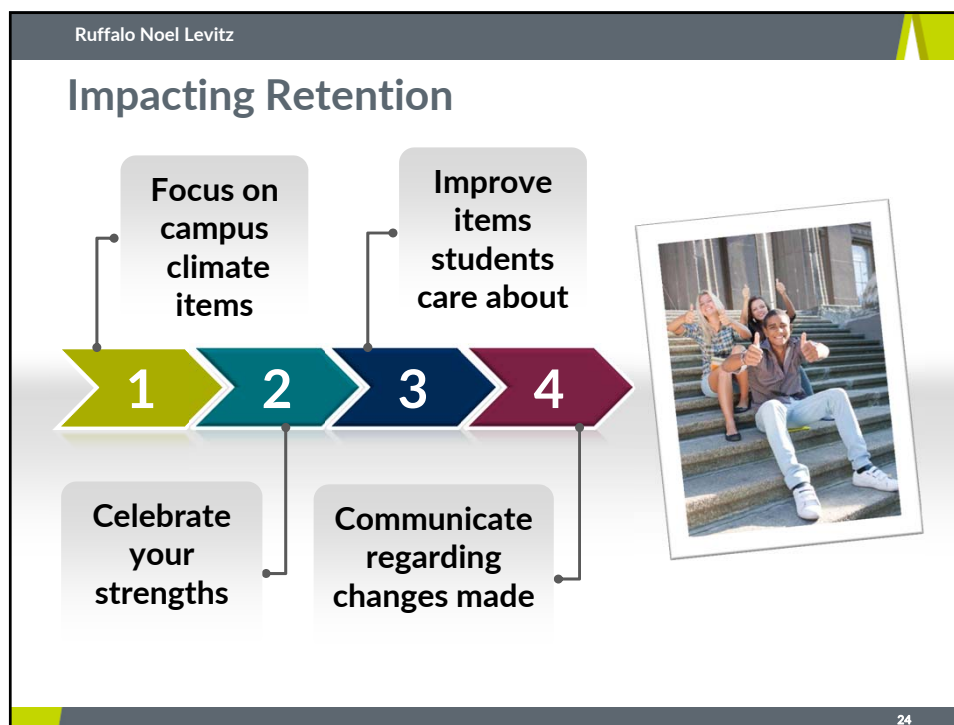 Ruffalo Noel Levitz
Impacting Retention
Focus on
campus
climate
items
Improve
items
students
care about
1
2
3
4
Celebrate
your
strengths
Communicate
regarding
changes made
24